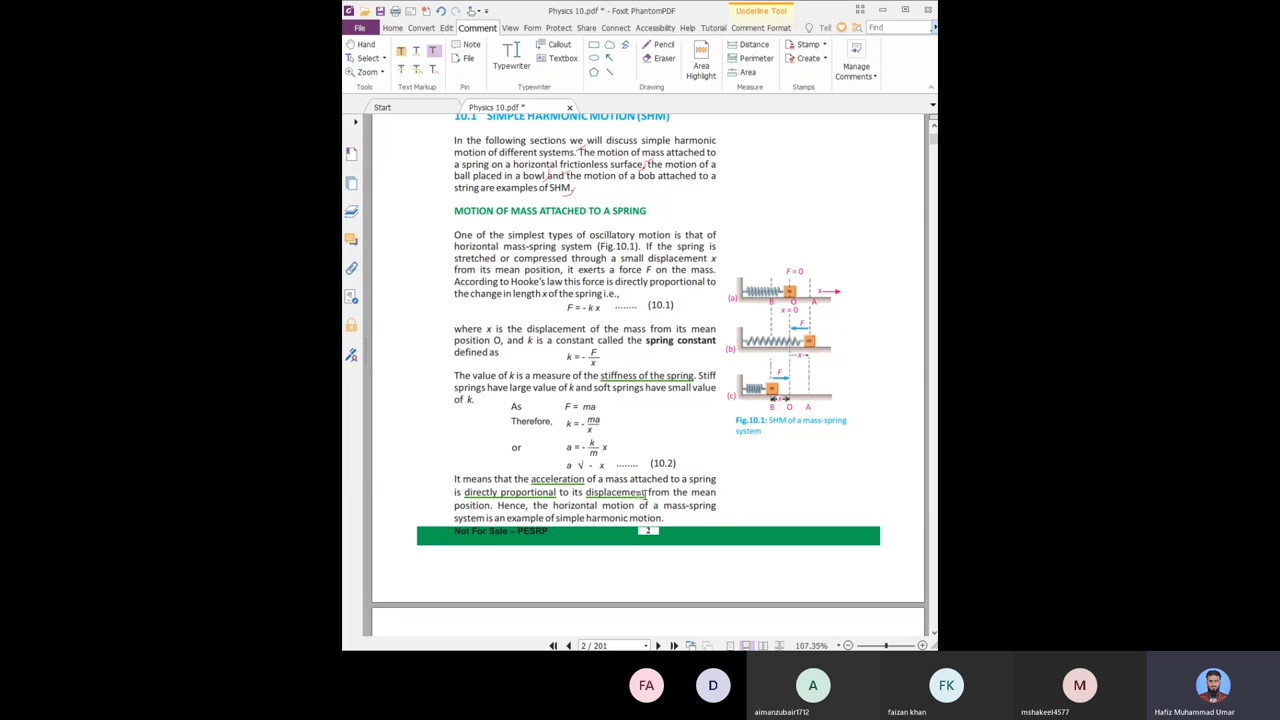 Physics 10.pdf * - Foxit PhantomPDF
Underline Tool
File Home Convert Edit Comment View Form Protect Share Connect Accessibility Help Tutorial Comment Format Tell Find
Hand
Select
Zoom
Tools
T T T
T T T
Text Markup
Note
File
Pin
Typewriter
Callout
Textbox
Typewriter
Pencil
Eraser
Drawing
Area
Highlight
Distance
Perimeter
Area
Measure
Stamp
Create
Stamps
Manage
Comments
Start
Physics 10.pdf *
10.1 SIMPLE HARMONIC MOTION (SHM)
In the following sections we will discuss simple harmonic
motion of different systems. The motion of mass attached to
a spring on a horizontal frictionless surface, the motion of a
ball placed in a bowl and the motion of a bob attached to a
string are examples of SHM.
MOTION OF MASS ATTACHED TO A SPRING
One of the simplest types of oscillatory motion is that of
horizontal mass-spring system (Fig.10.1). If the spring is
stretched or compressed through a small displacement x
from its mean position, it exerts a force F on the mass.
According to Hooke's law this force is directly proportional to
the change in length x of the spring i.e.,
F = - k x ........ (10.1)
where x is the displacement of the mass from its mean
position O, and k is a constant called the spring constant
defined as
k = - F/x
The value of k is a measure of the stiffness of the spring. Stiff
springs have large value of k and soft springs have small value
of k.
As F = ma
Therefore, k = - ma/x
or a = - k/m x
a √ - x ........ (10.2)
It means that the acceleration of a mass attached to a spring
is directly proportional to its displacement from the mean
position. Hence, the horizontal motion of a mass-spring
system is an example of simple harmonic motion.
F = 0
m
x
(a)
B O A
x = 0
F
m
(b)
x
F
m
(c)
x
B O A
Fig.10.1: SHM of a mass-spring
system
Not For Sale – PESRP
2
2 / 201
107.35%
FA
D
A
FK
M
aimanzubair1712
faizan khan
mshakeel4577
Hafiz Muhammad Umar